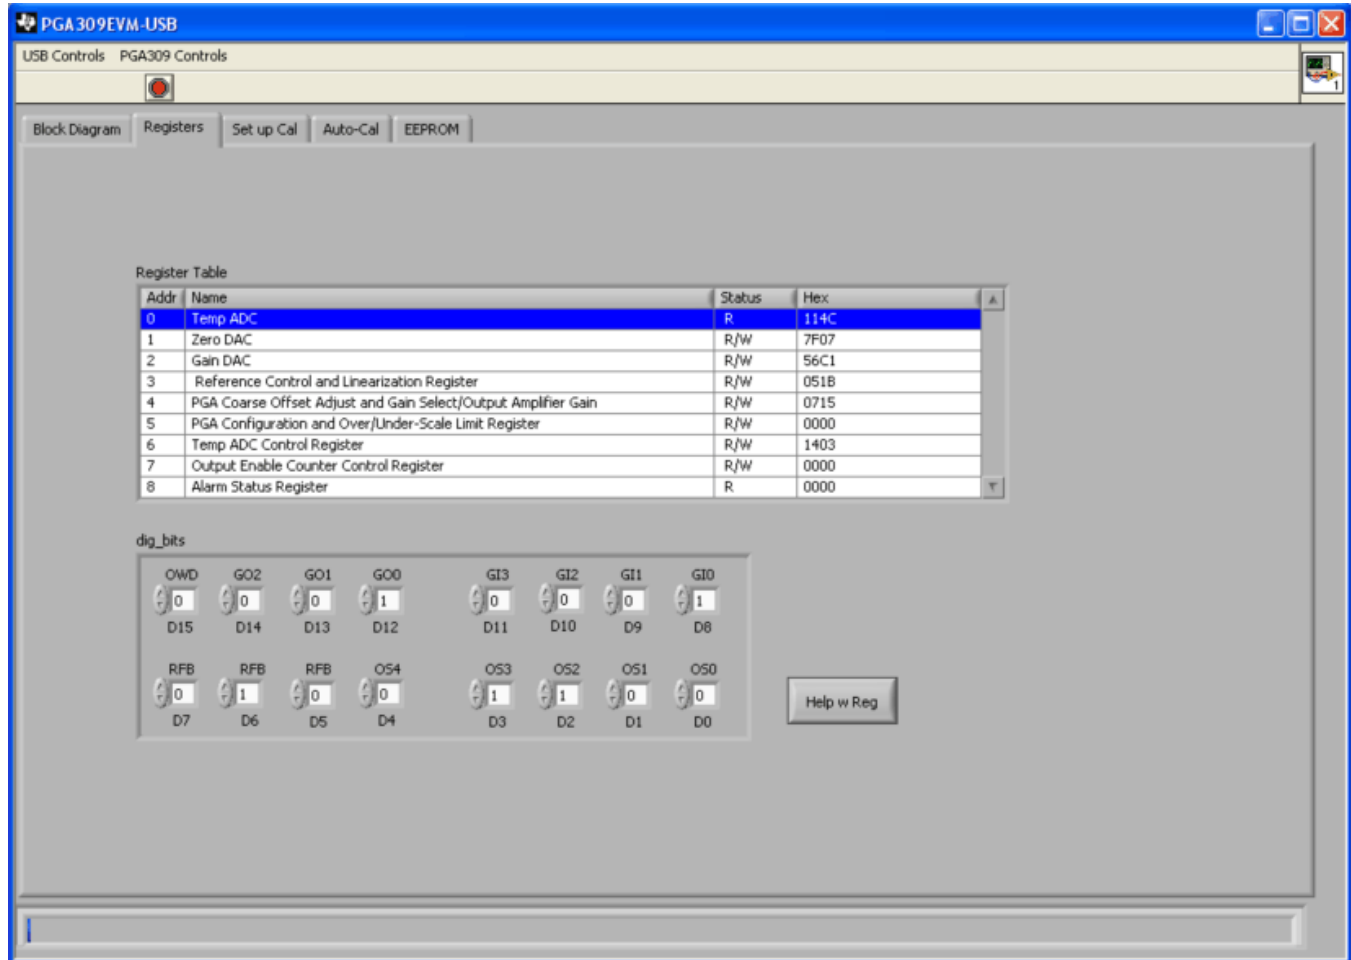 PGA309EVM-USB
USB Controls PGA309 Controls
1
Block Diagram Registers Set up Cal Auto-Cal EEPROM
Register Table
Addr Name Status Hex
0 Temp ADC R 114C
1 Zero DAC R/W 7F07
2 Gain DAC R/W 56C1
3 Reference Control and Linearization Register R/W 051B
4 PGA Coarse Offset Adjust and Gain Select/Output Amplifier Gain R/W 0715
5 PGA Configuration and Over/Under-Scale Limit Register R/W 0000
6 Temp ADC Control Register R/W 1403
7 Output Enable Counter Control Register R/W 0000
8 Alarm Status Register R 0000
dig_bits
OWD GO2 GO1 GO0 GI3 GI2 GI1 GI0
0 0 0 1 0 0 0 1
D15 D14 D13 D12 D11 D10 D9 D8
RFB RFB RFB OS4 OS3 OS2 OS1 OS0
0 1 0 0 1 1 0 0
D7 D6 D5 D4 D3 D2 D1 D0
Help w Reg